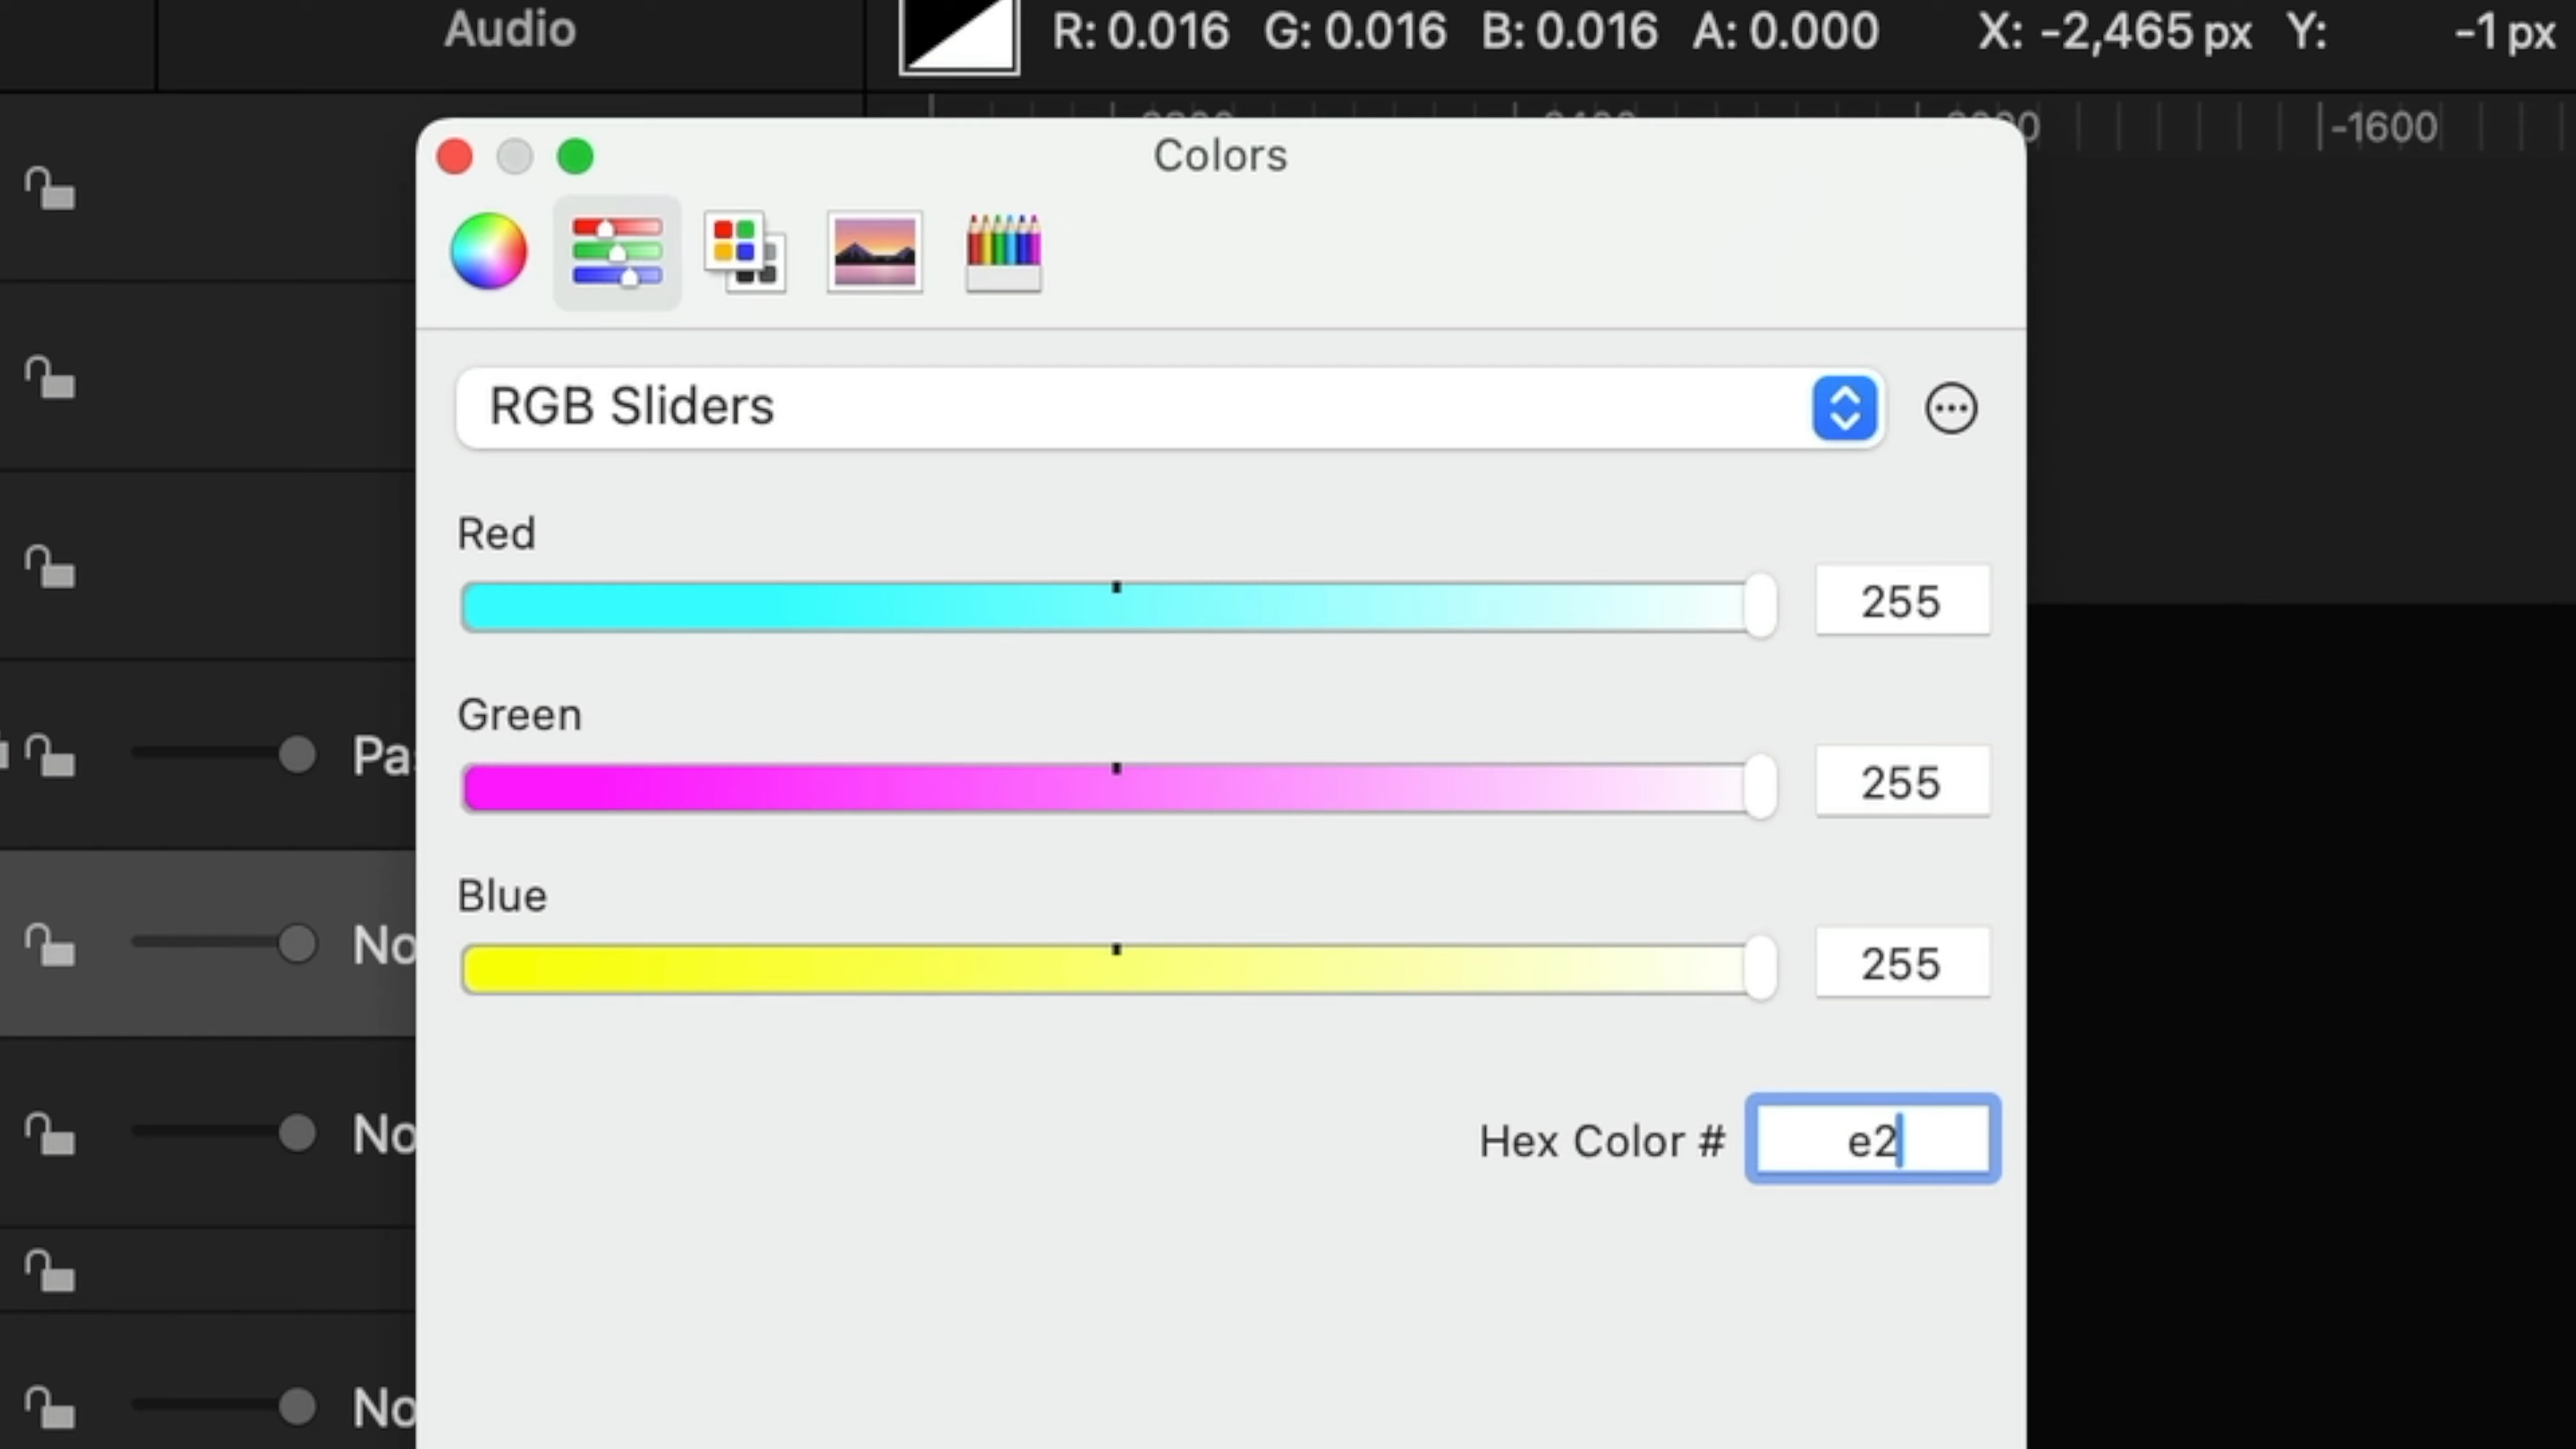 Audio
R: 0.016 G: 0.016 B: 0.016 A: 0.000 X: -2,465 px Y: -1 px
-1600
Colors
RGB Sliders
Red
255
Green
255
Blue
255
Hex Color # e2
No
No
No